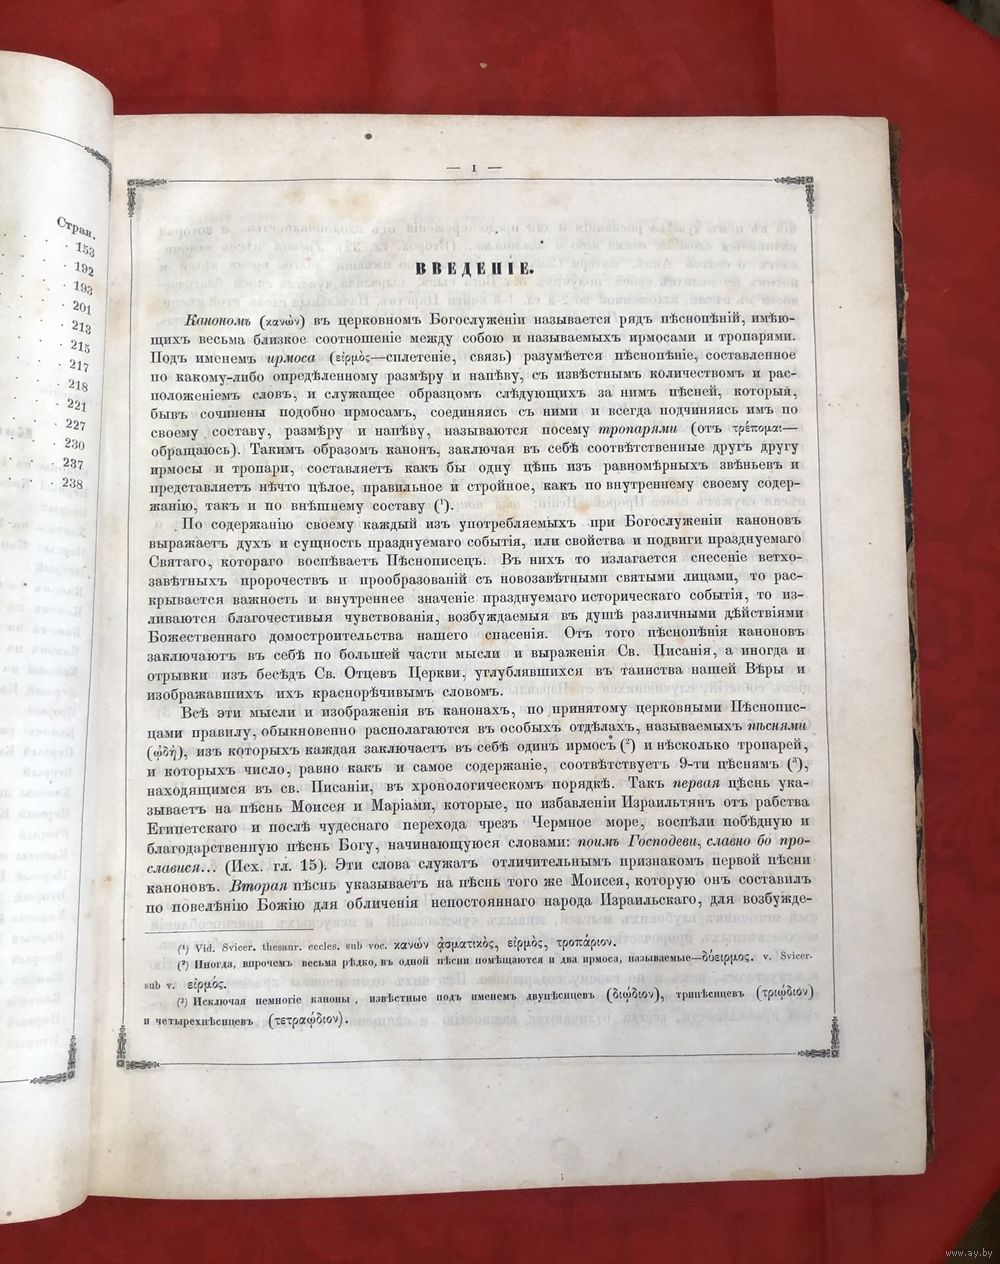 Стран.
153
192
193
201
213
215
217
218
221
227
230
237
238
— I —
ВВЕДЕНІЕ.
Канономъ (κανὼν) въ церковномъ Богослуженіи называется рядъ пѣснопѣній, имѣю-
щихъ весьма близкое соотношеніе между собою и называемыхъ ирмосами и тропарями.
Подъ именемъ ирмоса (εἱρμὸς—сплетеніе, связь) разумѣется пѣснопѣніе, составленное
по какому-либо опредѣленному размѣру и напѣву, съ извѣстнымъ количествомъ и рас-
положеніемъ словъ, и служащее образцомъ слѣдующихъ за нимъ пѣсней, которыя,
бывъ сочинены подобно ирмосамъ, соединяясь съ ними и всегда подчиняясь имъ по
своему составу, размѣру и напѣву, называются посему тропарями (отъ τρέπομαι—
обращаюсь). Такимъ образомъ канонъ, заключая въ себѣ соотвѣтственные другъ другу
ирмосы и тропари, составляетъ какъ бы одну цѣпь изъ равномѣрныхъ звѣньевъ и
представляетъ нѣчто цѣлое, правильное и стройное, какъ по внутреннему своему содер-
жанію, такъ и по внѣшнему составу (¹).
По содержанію своему каждый изъ употребляемыхъ при Богослуженіи каноновъ
выражаетъ духъ и сущность празднуемаго событія, или свойства и подвиги празднуемаго
Святаго, котораго воспѣваетъ Пѣснописецъ. Въ нихъ то излагается снесеніе ветхо-
завѣтныхъ пророчествъ и прообразованій съ новозавѣтными святыми лицами, то рас-
крывается важность и внутреннее значеніе празднуемаго историческаго событія, то из-
ливаются благочестивыя чувствованія, возбуждаемыя въ душѣ различными дѣйствіями
Божественнаго домостроительства нашего спасенія. Отъ того пѣснопѣнія каноновъ
заключаютъ въ себѣ по большей части мысли и выраженія Св. Писанія, а иногда и
отрывки изъ бесѣдъ Св. Отцевъ Церкви, углублявшихся въ таинства нашей Вѣры и
изображавшихъ ихъ краснорѣчивымъ словомъ.
Всѣ эти мысли и изображенія въ канонахъ, по принятому церковными Пѣснопис-
цами правилу, обыкновенно располагаются въ особыхъ отдѣлахъ, называемыхъ пѣснями
(ᾠδὴ), изъ которыхъ каждая заключаетъ въ себѣ одинъ ирмосъ (²) и нѣсколько тропарей,
и которыхъ число, равно какъ и самое содержаніе, соотвѣтствуетъ 9-ти пѣснямъ (³),
находящимся въ св. Писаніи, въ хронологическомъ порядкѣ. Такъ первая пѣснь ука-
зываетъ на пѣснь Моисея и Маріами, которые, по избавленіи Израильтянъ отъ рабства
Египетскаго и послѣ чудеснаго перехода чрезъ Чермное море, воспѣли побѣдную и
благодарственную пѣснь Богу, начинающуюся словами: поимъ Господеви, славно бо про-
славися... (Исх. гл. 15). Эти слова служатъ отличительнымъ признакомъ первой пѣсни
каноновъ. Вторая пѣснь указываетъ на пѣснь того же Моисея, которую онъ составилъ
по повелѣнію Божію для обличенія непостояннаго народа Израильскаго, для возбужде-
(¹) Vid. Svicer. thesaur. eccles. sub voc. κανὼν ᾀσματικὸς, εἱρμὸς, τροπάριον.
(²) Иногда, впрочемъ весьма рѣдко, въ одной пѣсни помѣщаются и два ирмоса, называемые—δύειρμος. v. Svicer.
sub v. εἱρμὸς.
(³) Исключая немногіе каноны, извѣстные подъ именемъ двупѣснцевъ (διῴδιον), трипѣснцевъ (τριῴδιον)
и четырехпѣснцевъ (τετραῴδιον).
www.ay.by